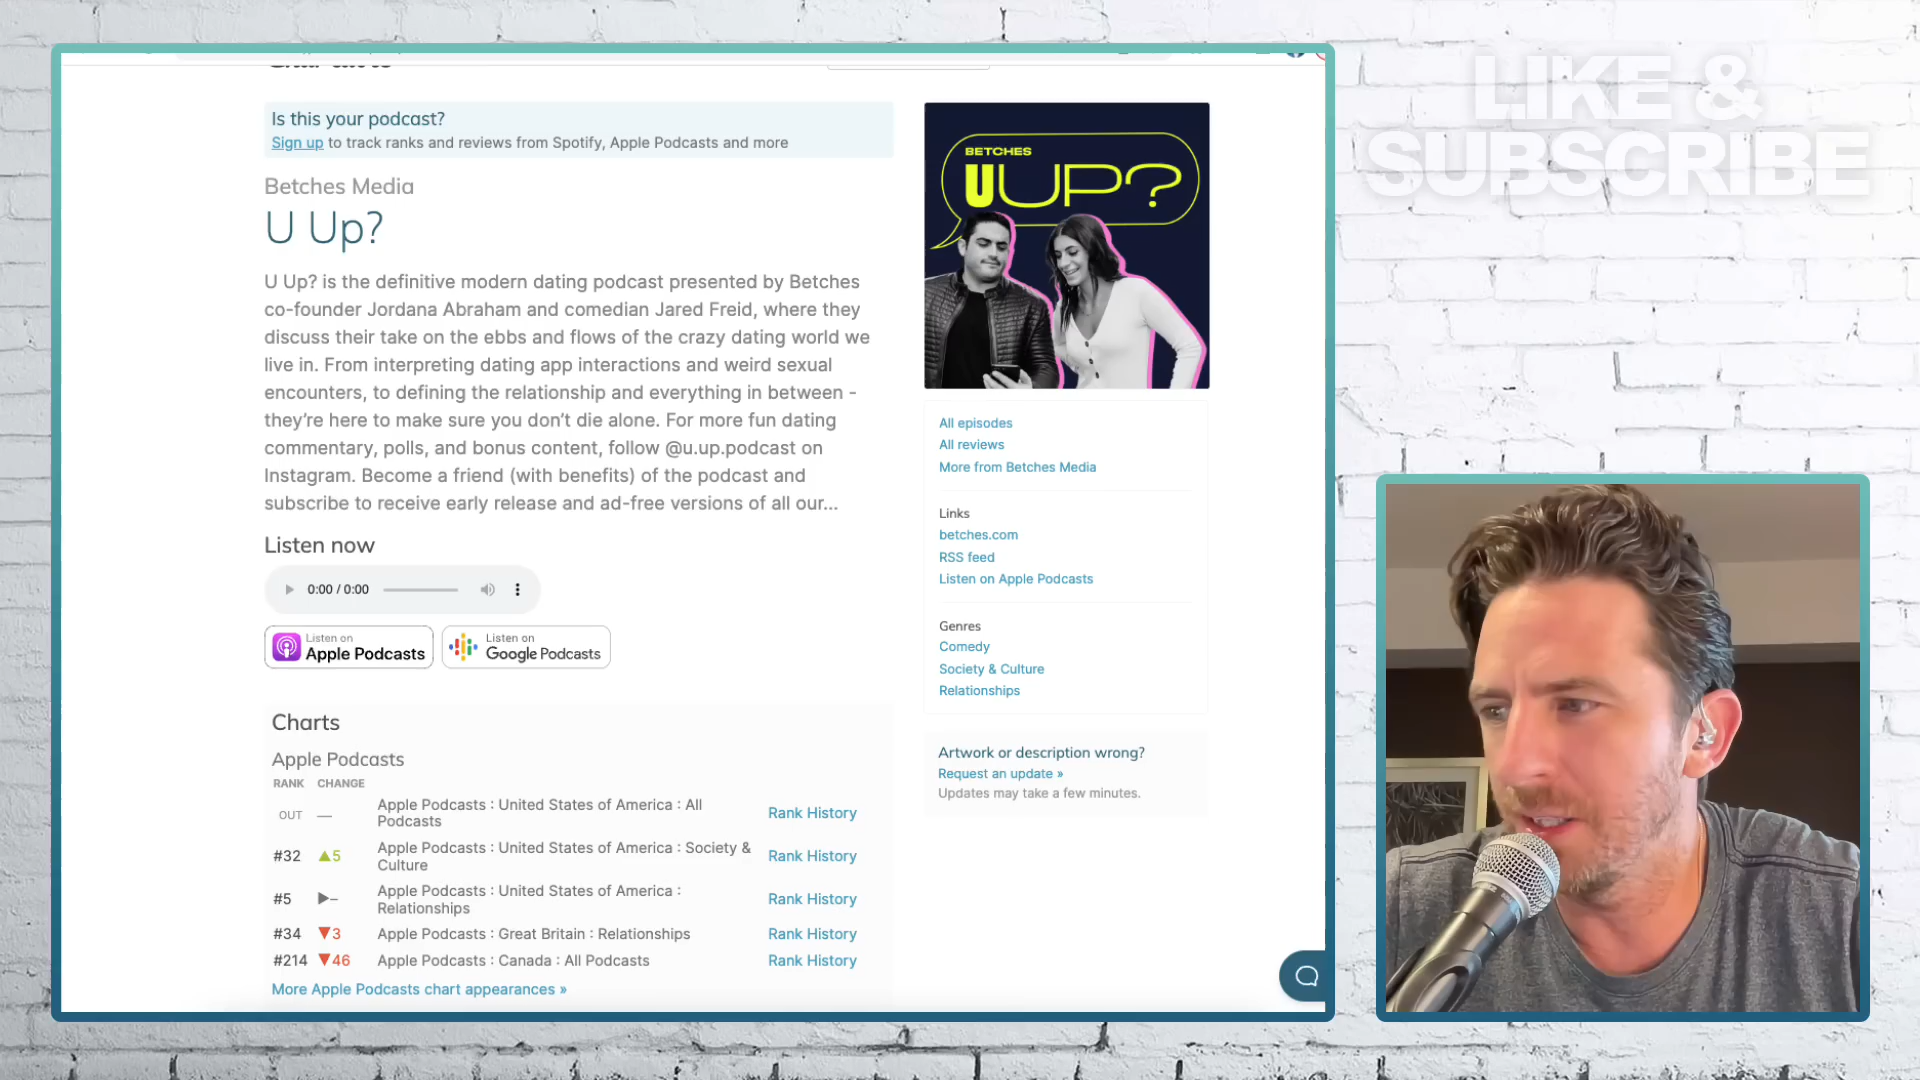 LIKE &
SUBSCRIBE
Is this your podcast?
Sign up to track ranks and reviews from Spotify, Apple Podcasts and more
Betches Media
U Up?
U Up? is the definitive modern dating podcast presented by Betches
co-founder Jordana Abraham and comedian Jared Freid, where they
discuss their take on the ebbs and flows of the crazy dating world we
live in. From interpreting dating app interactions and weird sexual
encounters, to defining the relationship and everything in between -
they’re here to make sure you don’t die alone. For more fun dating
commentary, polls, and bonus content, follow @u.up.podcast on
Instagram. Become a friend (with benefits) of the podcast and
subscribe to receive early release and ad-free versions of all our...
Listen now
0:00 / 0:00
Listen on
Apple Podcasts
Listen on
Google Podcasts
Charts
Apple Podcasts
RANK CHANGE
OUT — Apple Podcasts : United States of America : All
Podcasts
Rank History
#32 ▲5 Apple Podcasts : United States of America : Society &
Culture
Rank History
#5 ▶– Apple Podcasts : United States of America :
Relationships
Rank History
#34 ▼3 Apple Podcasts : Great Britain : Relationships Rank History
#214 ▼46 Apple Podcasts : Canada : All Podcasts Rank History
More Apple Podcasts chart appearances »
BETCHES
UUP?
All episodes
All reviews
More from Betches Media
Links
betches.com
RSS feed
Listen on Apple Podcasts
Genres
Comedy
Society & Culture
Relationships
Artwork or description wrong?
Request an update »
Updates may take a few minutes.